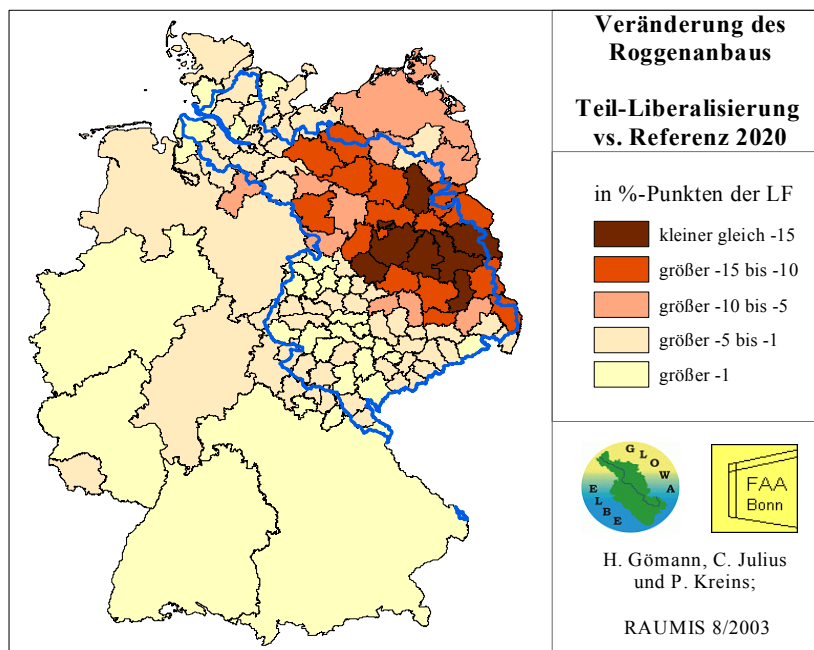 Veränderung des
Roggenanbaus
Teil-Liberalisierung
vs. Referenz 2020
in %-Punkten der LF
kleiner gleich -15
größer -15 bis -10
größer -10 bis -5
größer -5 bis -1
größer -1
GLOWA
ELBE
FAA
Bonn
H. Gömann, C. Julius
und P. Kreins;
RAUMIS 8/2003